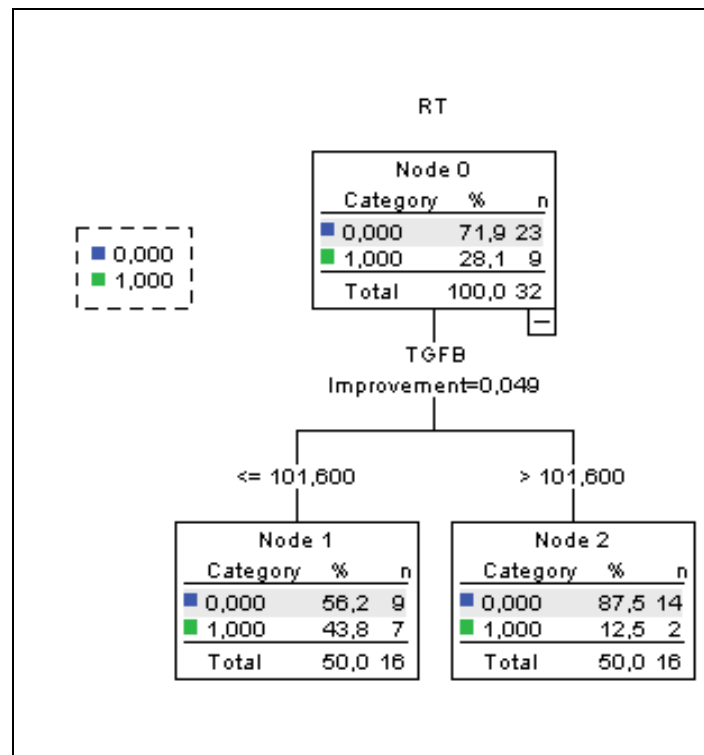 RT
Node 0
Category % n
0,000 71,9 23
1,000 28,1 9
Total 100,0 32
0,000
1,000
TGFB
Improvement=0,049
<= 101,600
> 101,600
Node 1
Category % n
0,000 56,2 9
1,000 43,8 7
Total 50,0 16
Node 2
Category % n
0,000 87,5 14
1,000 12,5 2
Total 50,0 16